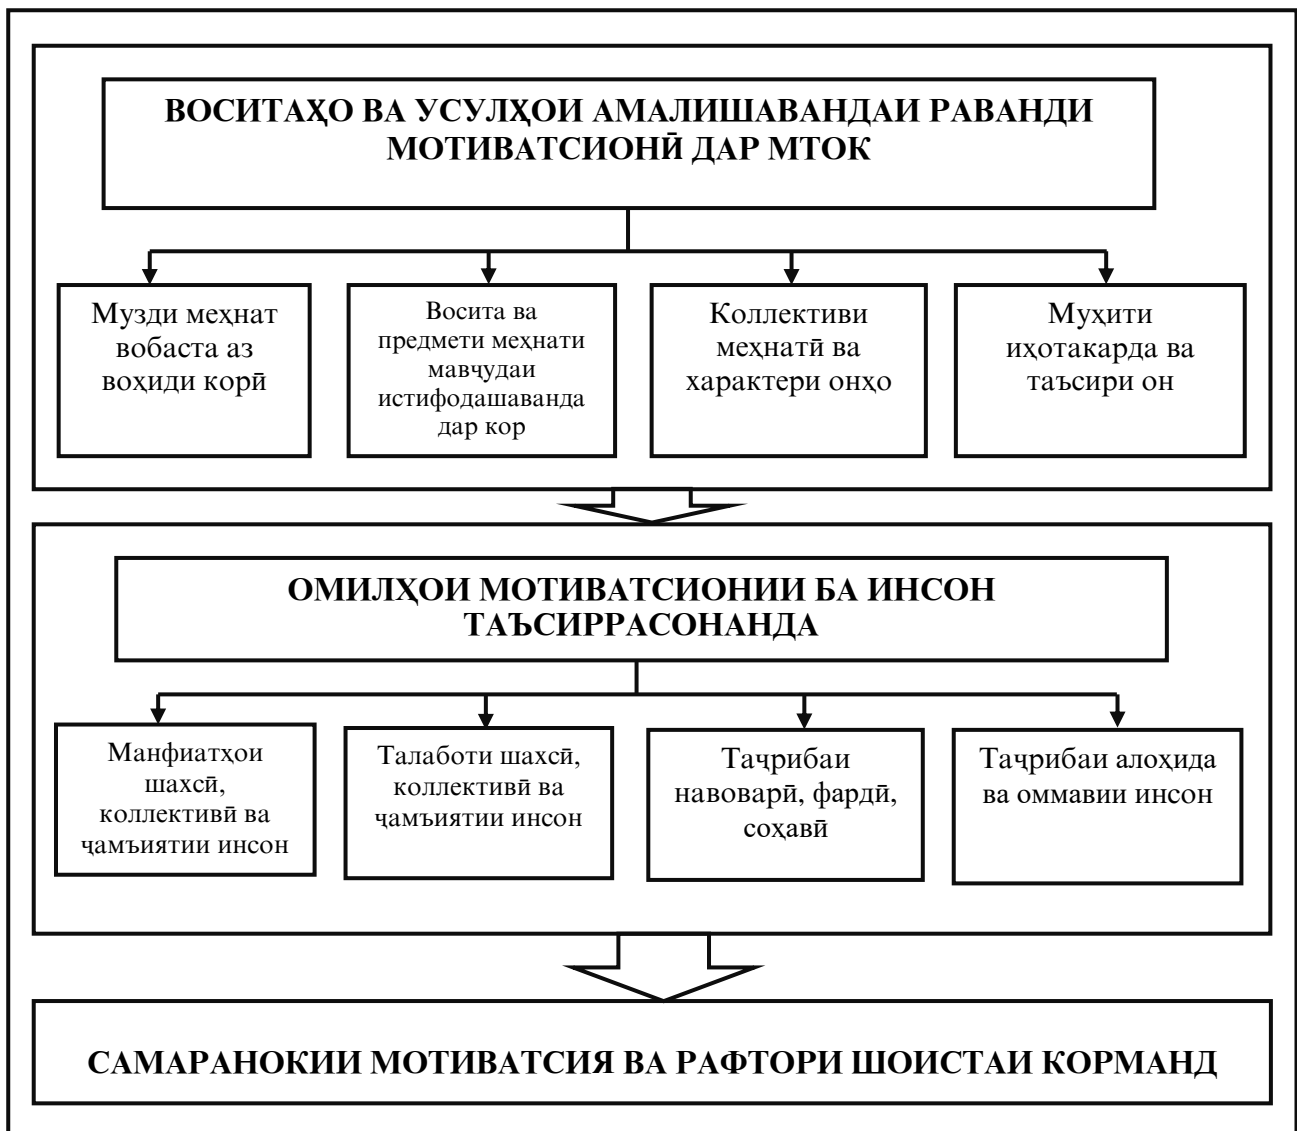 ВОСИТАҲО ВА УСУЛҲОИ АМАЛИШАВАНДАИ РАВАНДИ
МОТИВАТСИОНӢ ДАР МТОК
Музди меҳнат
вобаста аз
воҳиди корӣ
Восита ва
предмети меҳнати
мавҷудаи
истифодашаванда
дар кор
Коллективи
меҳнатӣ ва
характери онҳо
Муҳити
иҳотакарда ва
таъсири он
ОМИЛҲОИ МОТИВАТСИОНИИ БА ИНСОН
ТАЪСИРРАСОНАНДА
Манфиатҳои
шахсӣ,
коллективӣ ва
ҷамъиятии инсон
Талаботи шахсӣ,
коллективӣ ва
ҷамъиятии инсон
Таҷрибаи
навоварӣ, фардӣ,
соҳавӣ
Таҷрибаи алоҳида
ва оммавии инсон
САМАРАНОКИИ МОТИВАТСИЯ ВА РАФТОРИ ШОИСТАИ КОРМАНД